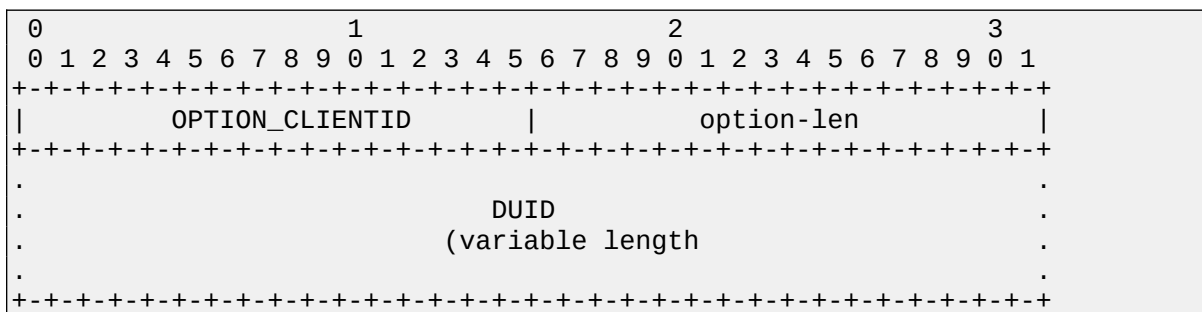 0                   1                   2                   3
 0 1 2 3 4 5 6 7 8 9 0 1 2 3 4 5 6 7 8 9 0 1 2 3 4 5 6 7 8 9 0 1
+-+-+-+-+-+-+-+-+-+-+-+-+-+-+-+-+-+-+-+-+-+-+-+-+-+-+-+-+-+-+-+-+
|         OPTION_CLIENTID       |          option-len           |
+-+-+-+-+-+-+-+-+-+-+-+-+-+-+-+-+-+-+-+-+-+-+-+-+-+-+-+-+-+-+-+-+
.                                                               .
.                             DUID                              .
.                          (variable length                     .
.                                                               .
+-+-+-+-+-+-+-+-+-+-+-+-+-+-+-+-+-+-+-+-+-+-+-+-+-+-+-+-+-+-+-+-+